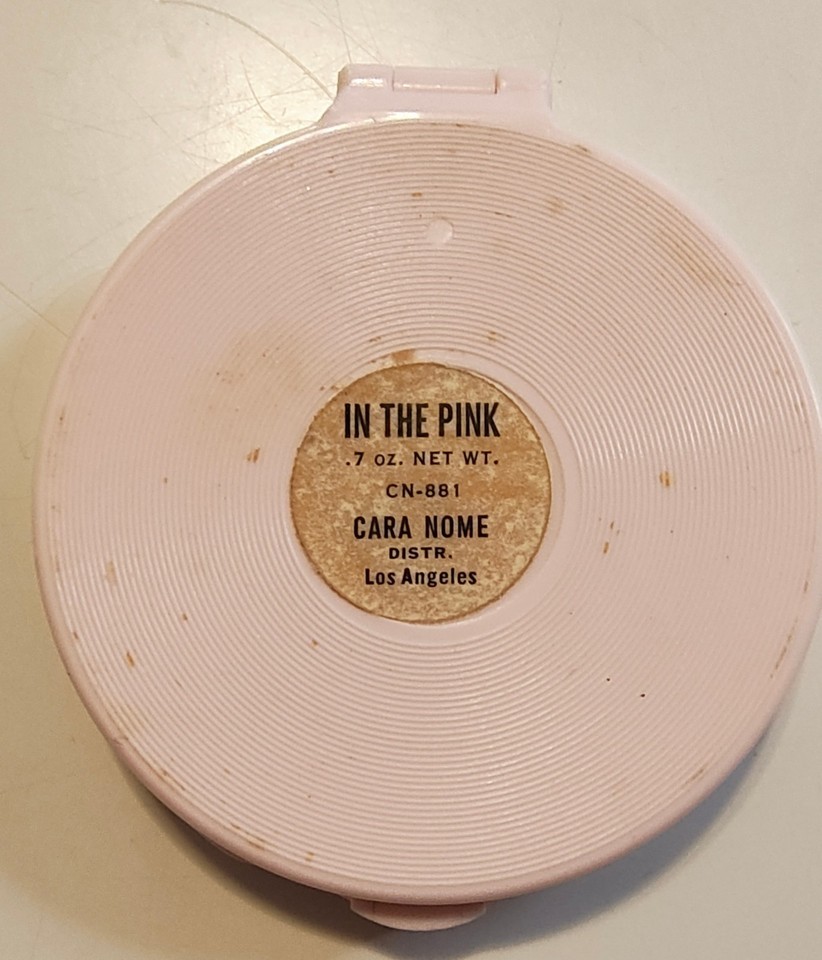 IN THE PINK
.7 OZ. NET WT.
CN-881
CARA NOME
DISTR.
Los Angeles